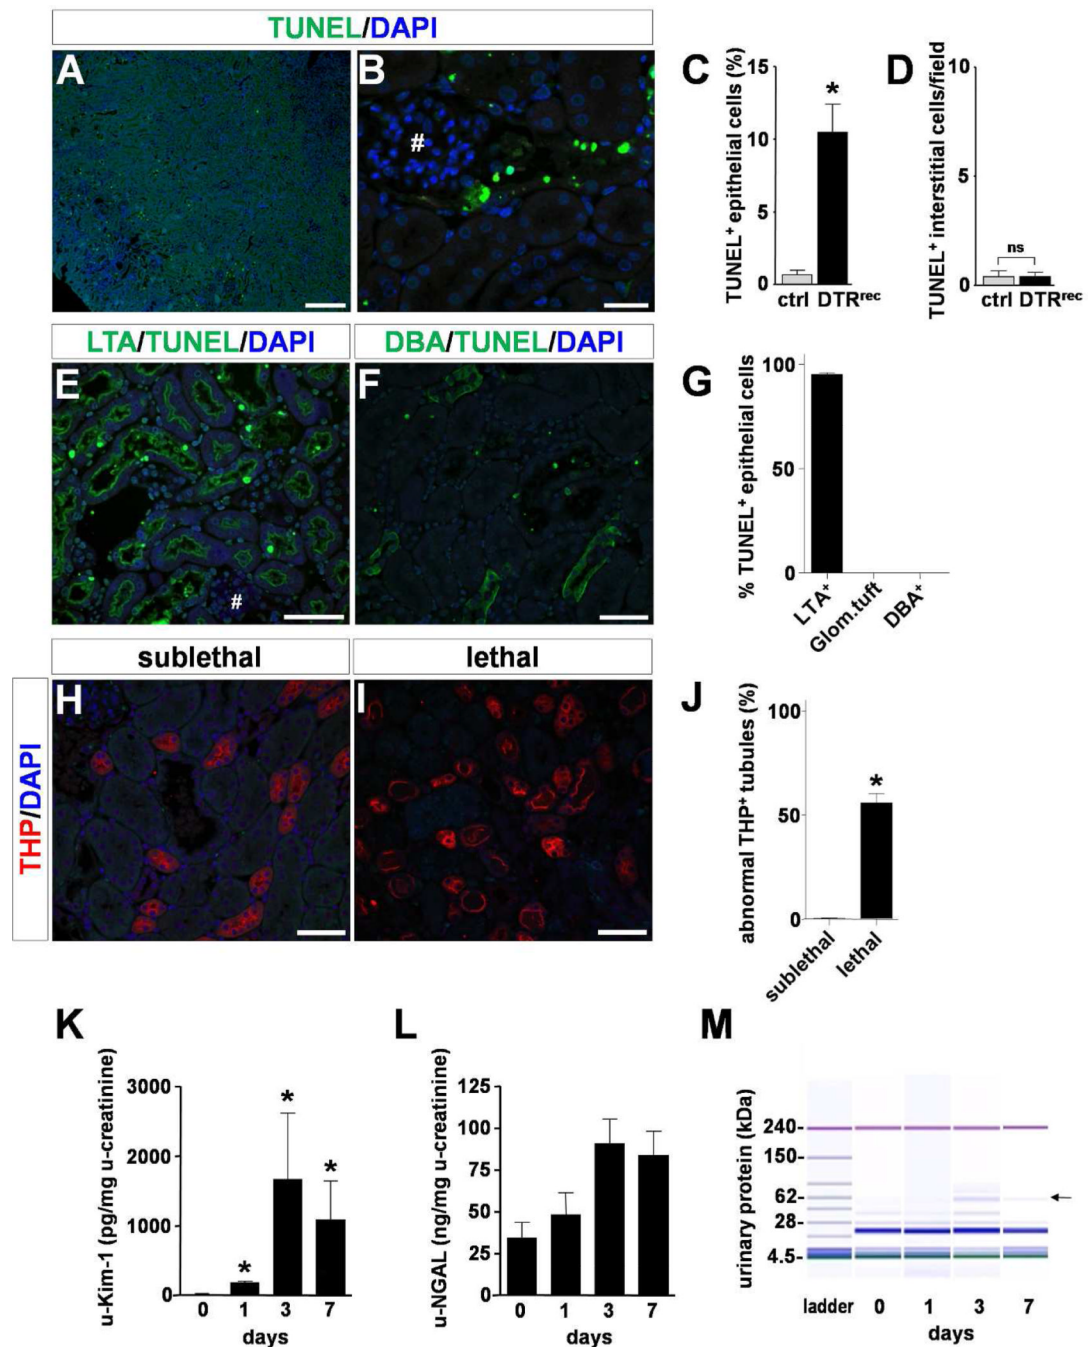 TUNEL/DAPI
A
B
#
C
TUNEL⁺ epithelial cells (%)
15
10
5
0
*
ctrl DTRʳᵉᶜ
D
TUNEL⁺ interstitial cells/field
10
5
0
ns
ctrl DTRʳᵉᶜ
LTA/TUNEL/DAPI
DBA/TUNEL/DAPI
E
#
F
G
% TUNEL⁺ epithelial cells
100
50
0
LTA⁺
Glom.tuft
DBA⁺
sublethal
lethal
THP/DAPI
H
I
J
abnormal THP⁺ tubules (%)
100
50
0
*
sublethal
lethal
K
u-Kim-1 (pg/mg u-creatinine)
3000
2000
1000
0
*
*
*
0 1 3 7
days
L
u-NGAL (ng/mg u-creatinine)
125
100
75
50
25
0
0 1 3 7
days
M
urinary protein (kDa)
240-
150-
62-
28-
4.5-
ladder 0 1 3 7
days